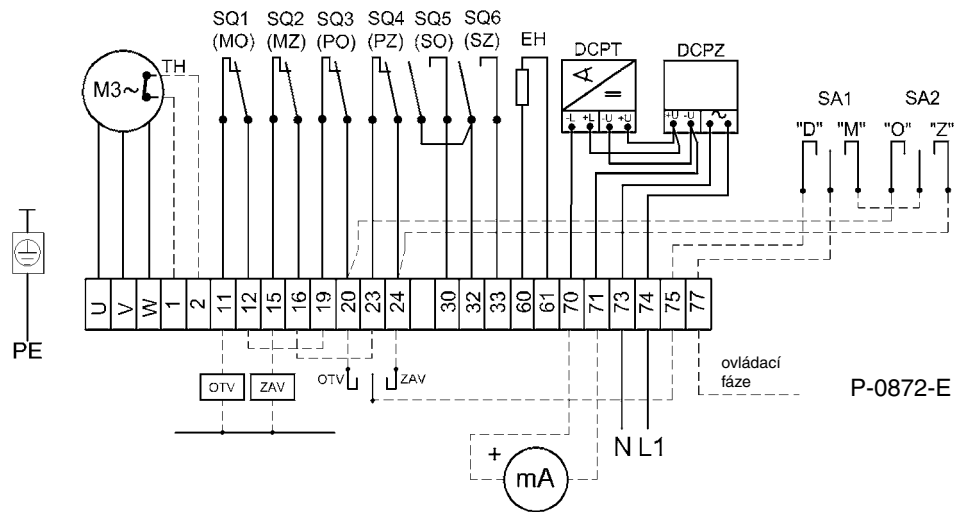 SQ1 SQ2 SQ3 SQ4 SQ5 SQ6
(MO) (MZ) (PO) (PZ) (SO) (SZ)
EH
DCPT DCPZ
TH
M3~
-L +L -U +U
+U -U ~
SA1 SA2
"D" "M" "O" "Z"
U V W 1 2 11 12 15 16 19 20 23 24 30 32 33 60 61 70 71 73 74 75 77
PE
OTV ZAV
OTV ZAV
ovládací
fáze
P-0872-E
N L1
+
mA